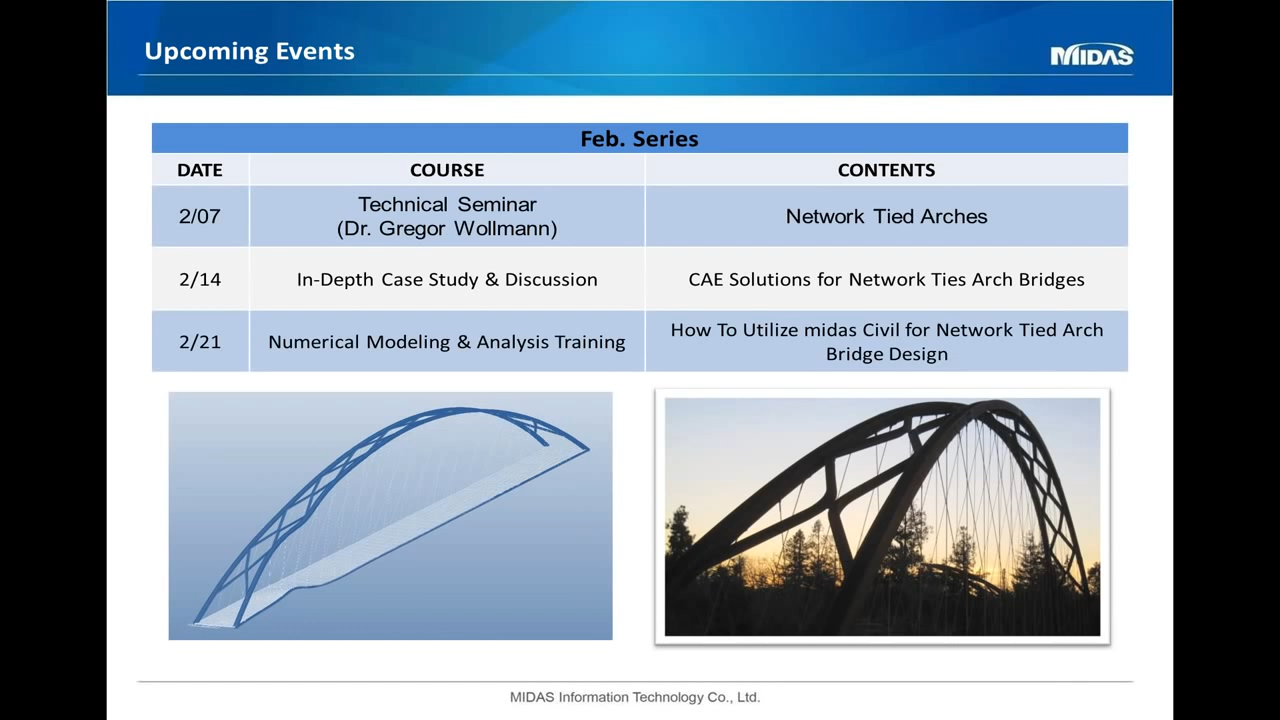 Upcoming Events
MIDAS
Feb. Series
DATE COURSE CONTENTS
2/07 Technical Seminar
(Dr. Gregor Wollmann) Network Tied Arches
2/14 In-Depth Case Study & Discussion CAE Solutions for Network Ties Arch Bridges
2/21 Numerical Modeling & Analysis Training How To Utilize midas Civil for Network Tied Arch
Bridge Design
MIDAS Information Technology Co., Ltd.